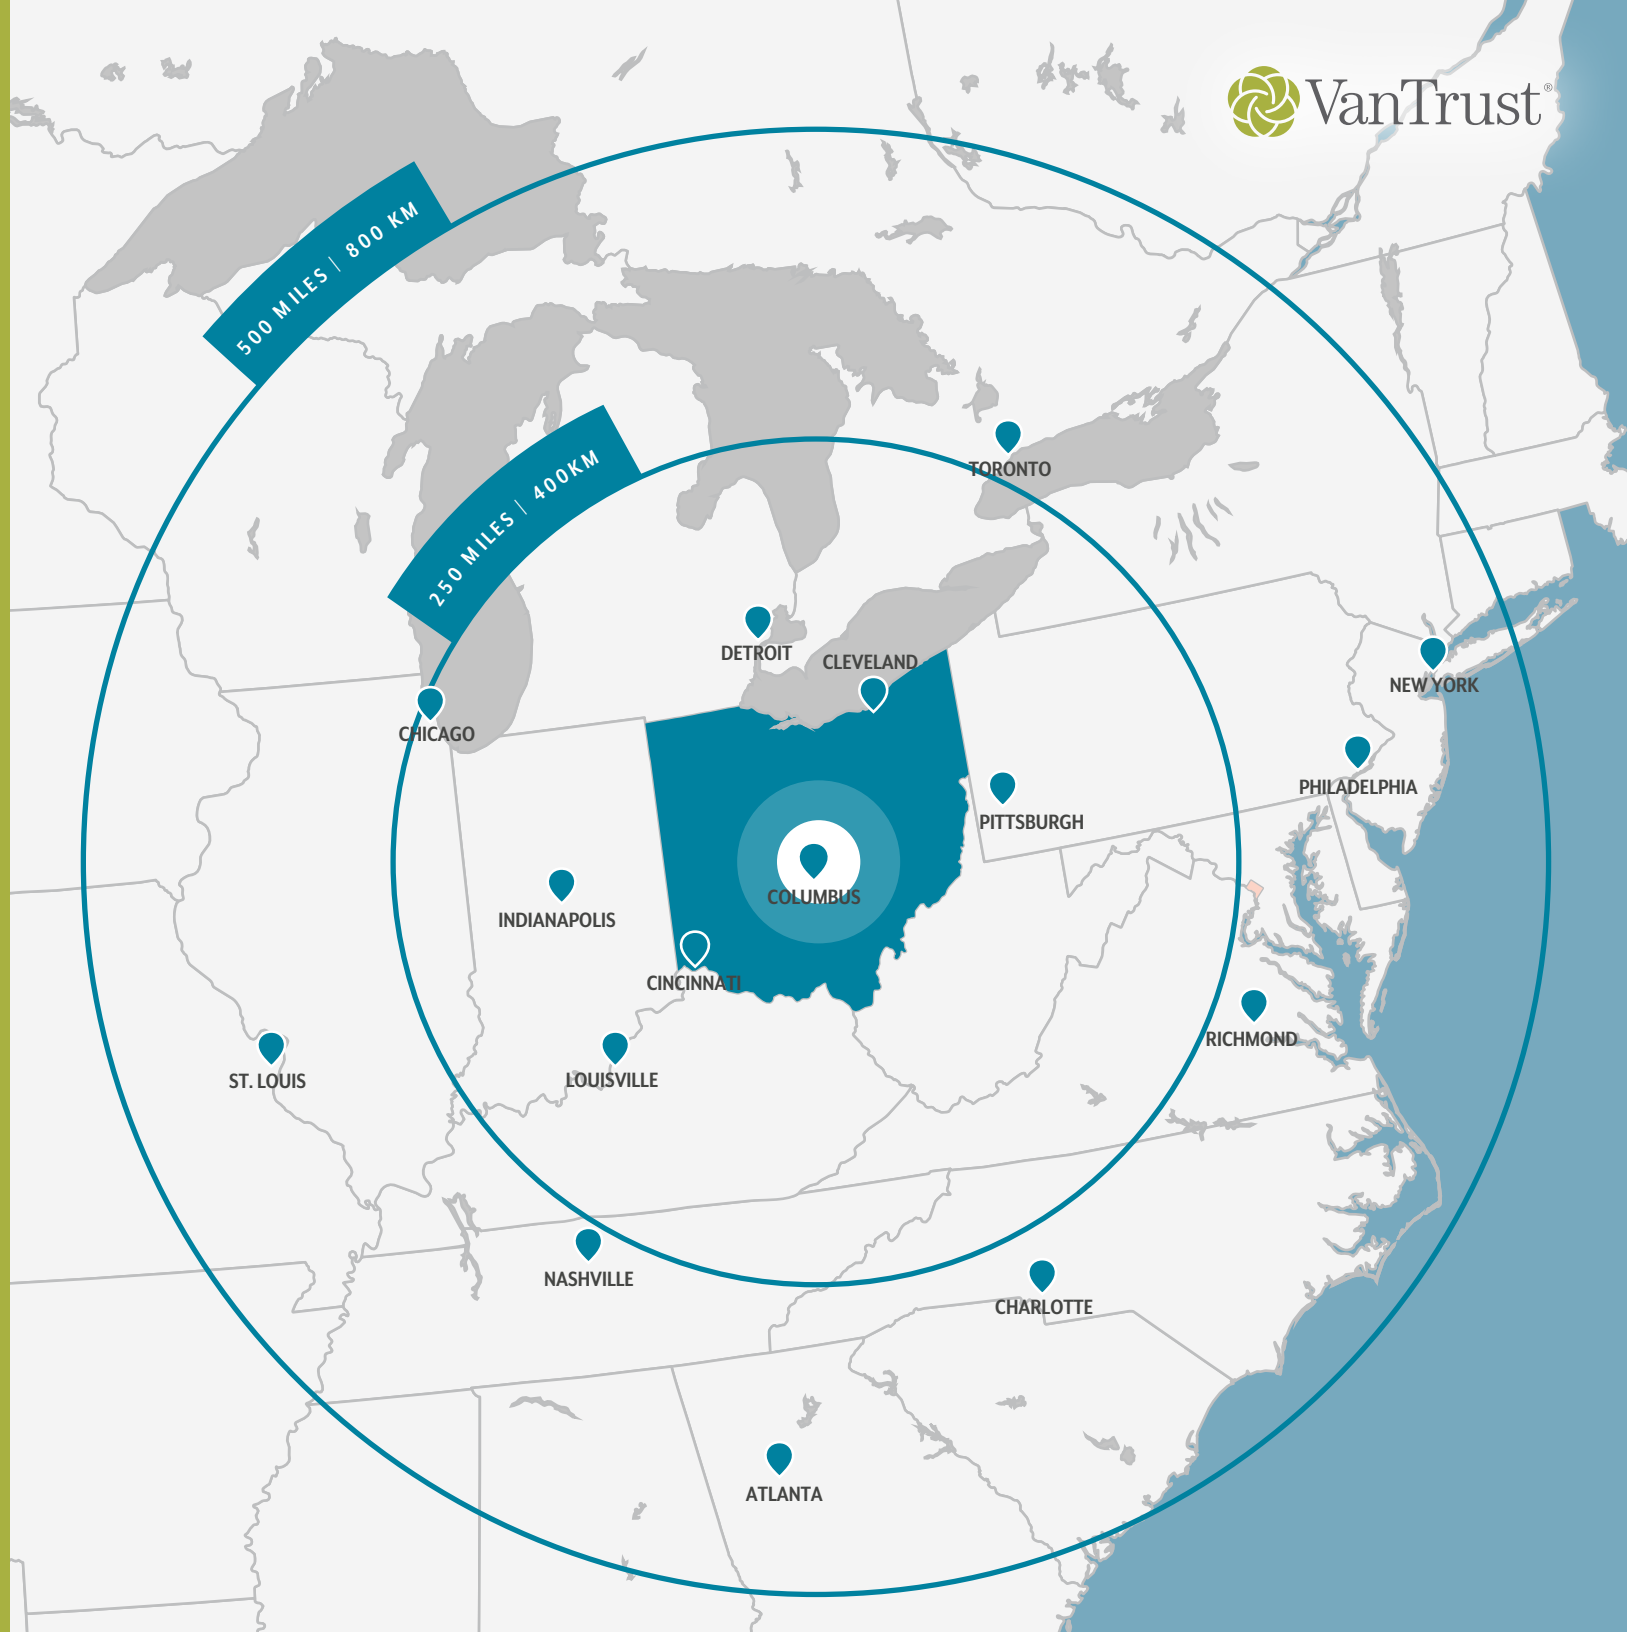 VanTrust®
500 MILES | 800 KM
250 MILES | 400KM
TORONTO
DETROIT
CLEVELAND
NEW YORK
CHICAGO
PHILADELPHIA
PITTSBURGH
COLUMBUS
INDIANAPOLIS
CINCINNATI
RICHMOND
ST. LOUIS
LOUISVILLE
NASHVILLE
CHARLOTTE
ATLANTA